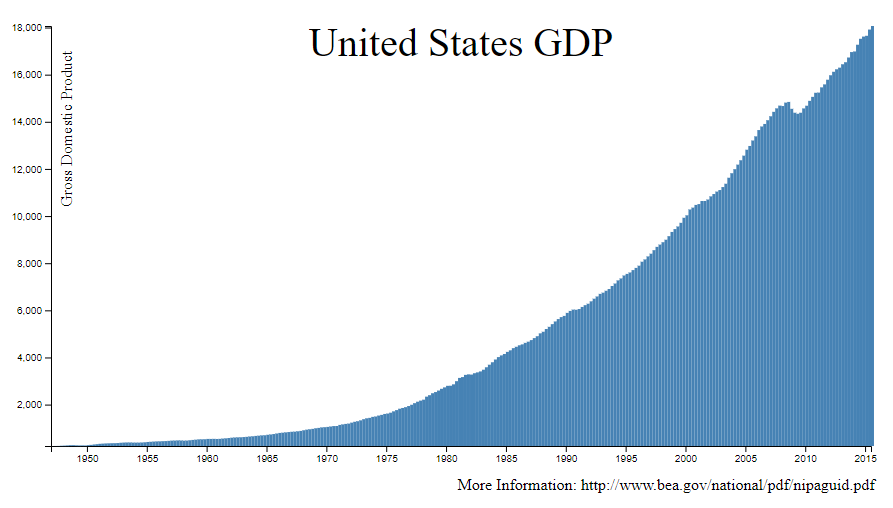 United States GDP
Gross Domestic Product
18,000
16,000
14,000
12,000
10,000
8,000
6,000
4,000
2,000
1950 1955 1960 1965 1970 1975 1980 1985 1990 1995 2000 2005 2010 2015
More Information: http://www.bea.gov/national/pdf/nipaguid.pdf